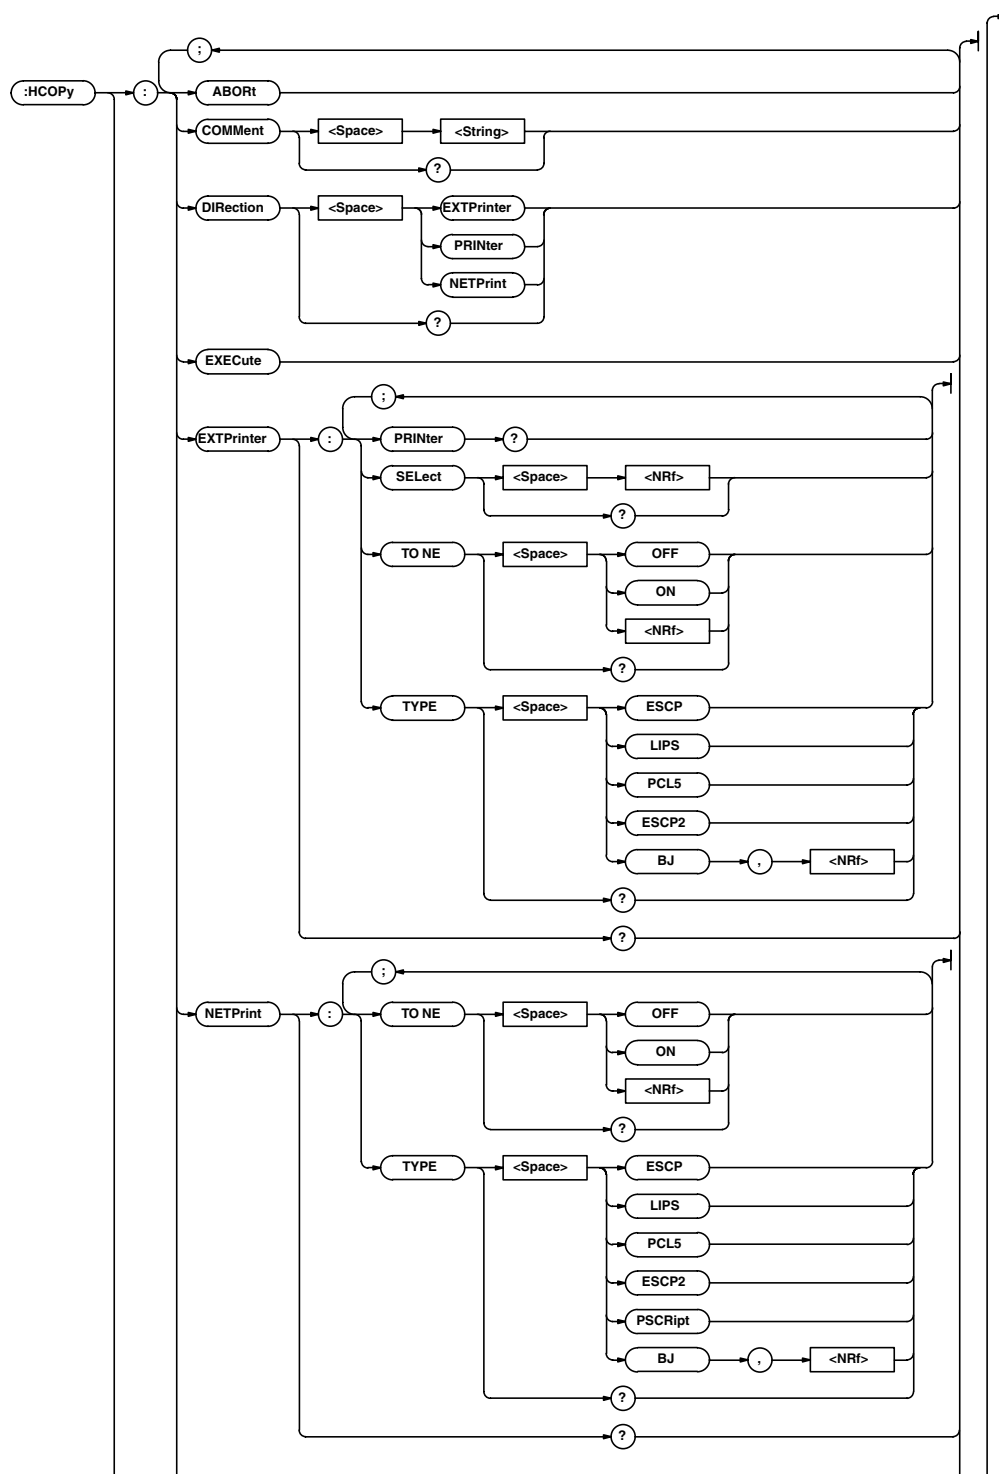 ;
:HCOPy : ABORt
COMMent <Space> <String>
?
DIRection <Space> EXTPrinter
PRINter
NETPrint
?
EXECute
;
EXTPrinter : PRINter ?
SELect <Space> <NRf>
?
TO NE <Space> OFF
ON
<NRf>
?
TYPE <Space> ESCP
LIPS
PCL5
ESCP2
BJ , <NRf>
?
?
;
NETPrint : TO NE <Space> OFF
ON
<NRf>
?
TYPE <Space> ESCP
LIPS
PCL5
ESCP2
PSCRipt
BJ , <NRf>
?
?